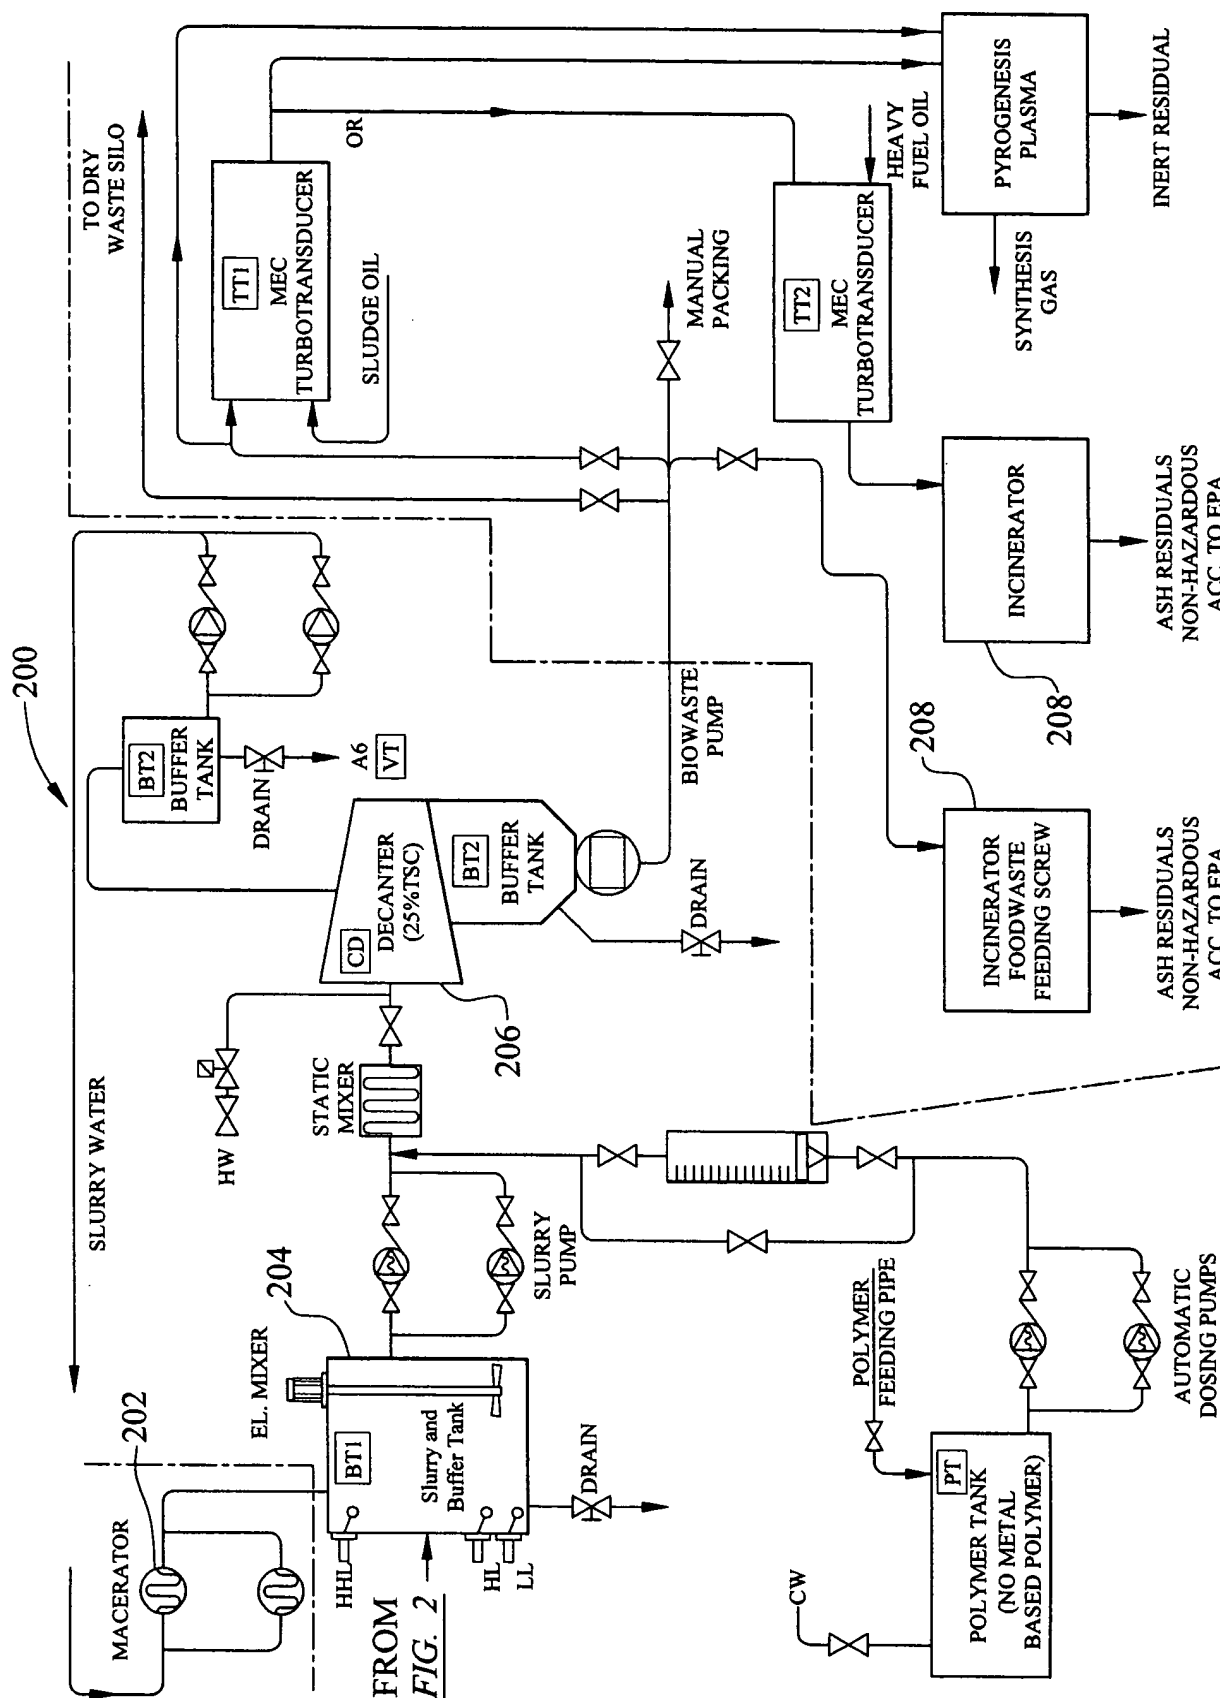 200
SLURRY WATER
MACERATOR
202
FROM
FIG. 2
HHL
HL
LL
BT1
Slurry and
Buffer Tank
EL. MIXER
204
DRAIN
SLURRY
PUMP
HW
STATIC
MIXER
206
CD
DECANTER
(25%TSC)
BT2
BUFFER
TANK
DRAIN
A6
VT
BT2
BUFFER
TANK
DRAIN
BIOWASTE
PUMP
CW
PT
POLYMER TANK
(NO METAL
BASED POLYMER)
POLYMER
FEEDING PIPE
AUTOMATIC
DOSING PUMPS
TO DRY
WASTE SILO
TT1
MEC
TURBOTRANSDUCER
SLUDGE OIL
OR
MANUAL
PACKING
TT2
MEC
TURBOTRANSDUCER
HEAVY
FUEL OIL
PYROGENESIS
PLASMA
SYNTHESIS
GAS
INERT RESIDUAL
INCINERATOR
208
ASH RESIDUALS
NON-HAZARDOUS
ACC. TO EPA
INCINERATOR
FOODWASTE
FEEDING SCREW
208
ASH RESIDUALS
NON-HAZARDOUS
ACC. TO EPA